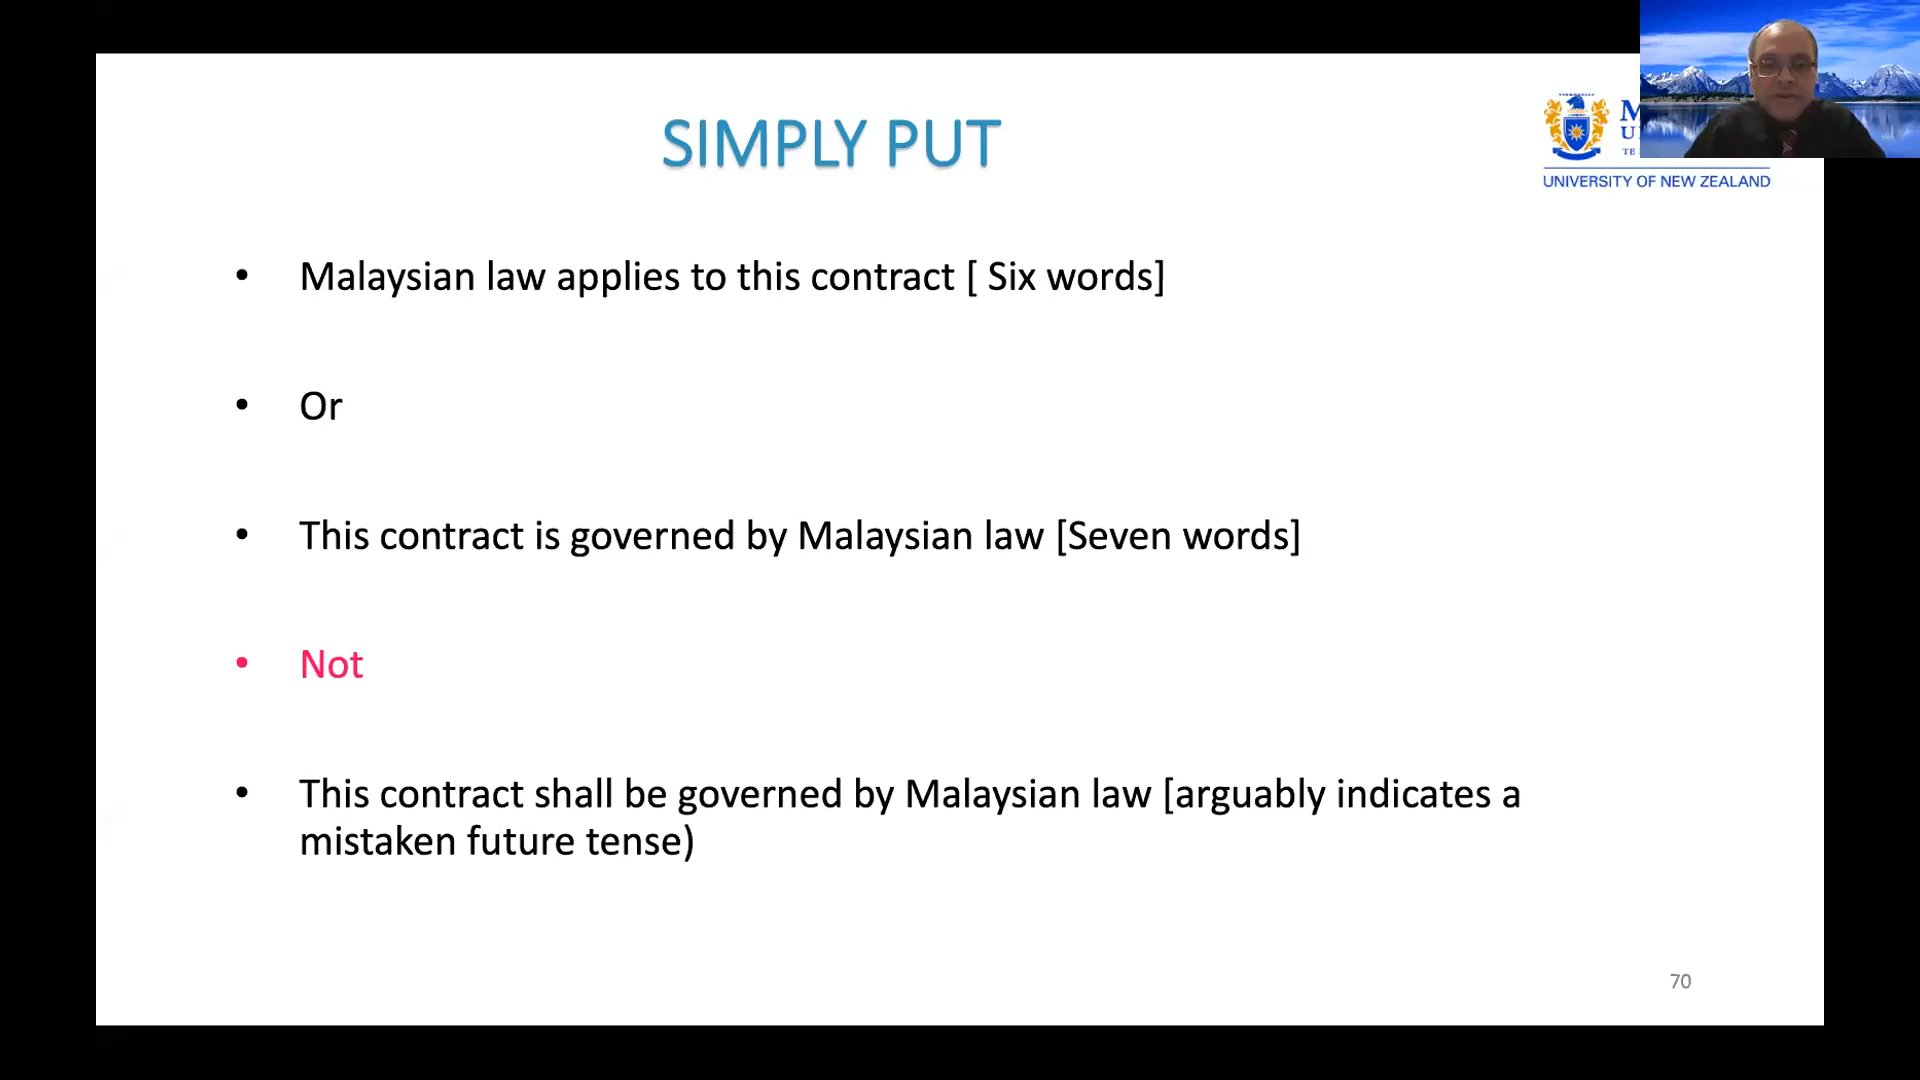 SIMPLY PUT
UNIVERSITY OF NEW ZEALAND
• Malaysian law applies to this contract [ Six words]
• Or
• This contract is governed by Malaysian law [Seven words]
• Not
• This contract shall be governed by Malaysian law [arguably indicates a
mistaken future tense)
70